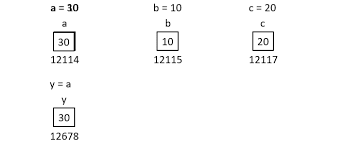 a = 30 b = 10 c = 20
a b c
30 10 20
12114 12115 12117
y = a
y
30
12678